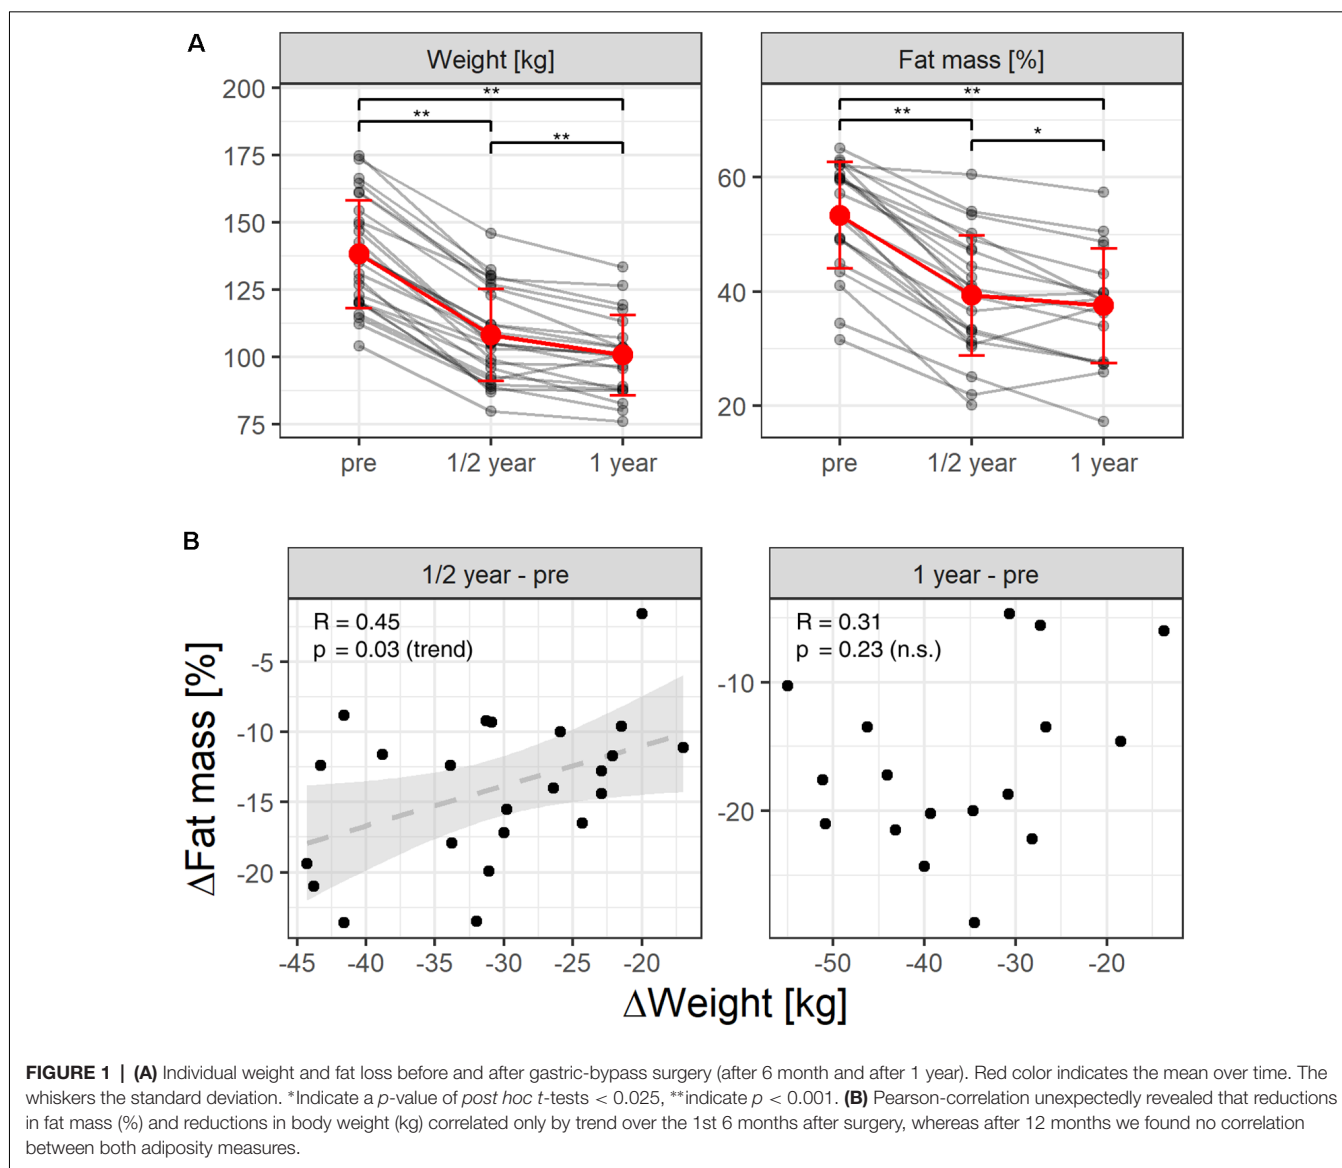 A
Weight [kg]
Fat mass [%]
200
175
150
125
100
75
**
**
**
pre
1/2 year
1 year
60
40
20
**
**
*
pre
1/2 year
1 year
B
1/2 year - pre
1 year - pre
R = 0.45
p = 0.03 (trend)
R = 0.31
p = 0.23 (n.s.)
ΔFat mass [%]
-5
-10
-15
-20
-10
-20
-45
-40
-35
-30
-25
-20
-50
-40
-30
-20
ΔWeight [kg]
FIGURE 1 | (A) Individual weight and fat loss before and after gastric-bypass surgery (after 6 month and after 1 year). Red color indicates the mean over time. The
whiskers the standard deviation. *Indicate a p-value of post hoc t-tests < 0.025, **indicate p < 0.001. (B) Pearson-correlation unexpectedly revealed that reductions
in fat mass (%) and reductions in body weight (kg) correlated only by trend over the 1st 6 months after surgery, whereas after 12 months we found no correlation
between both adiposity measures.